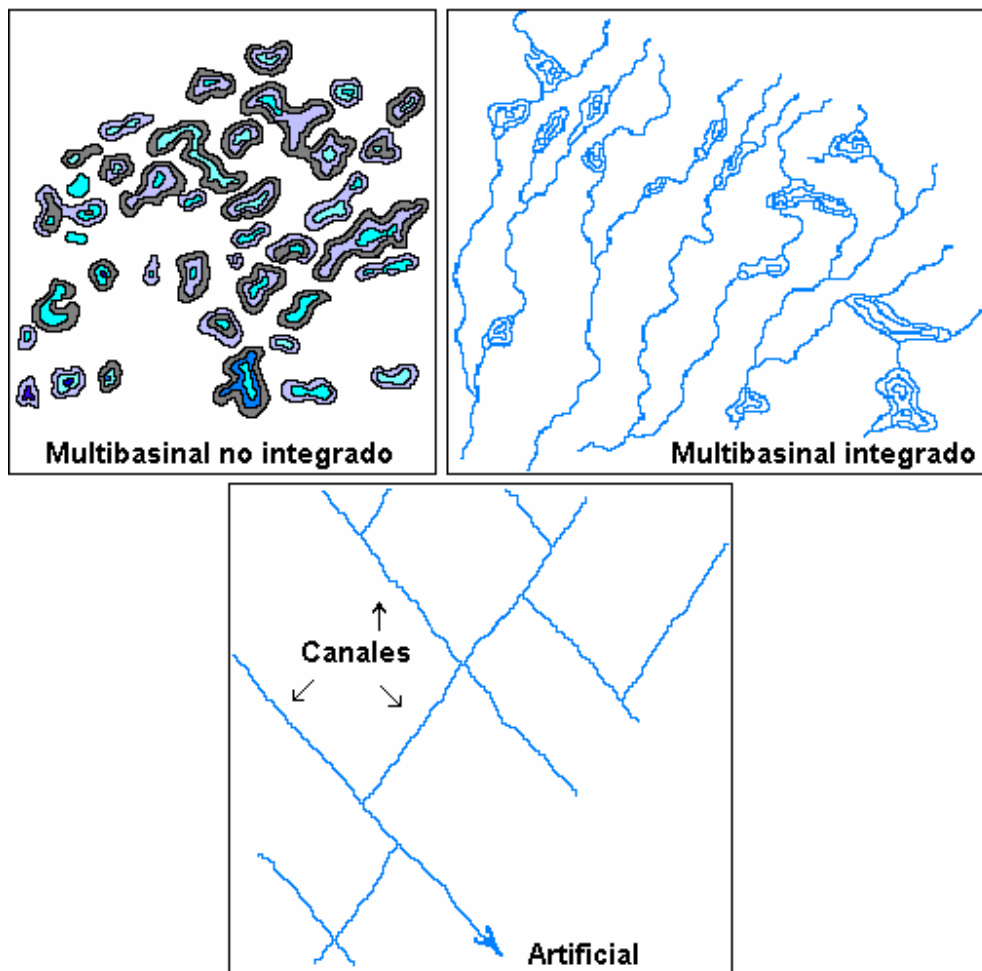 Multibasinal no integrado
Multibasinal integrado
Canales
Artificial